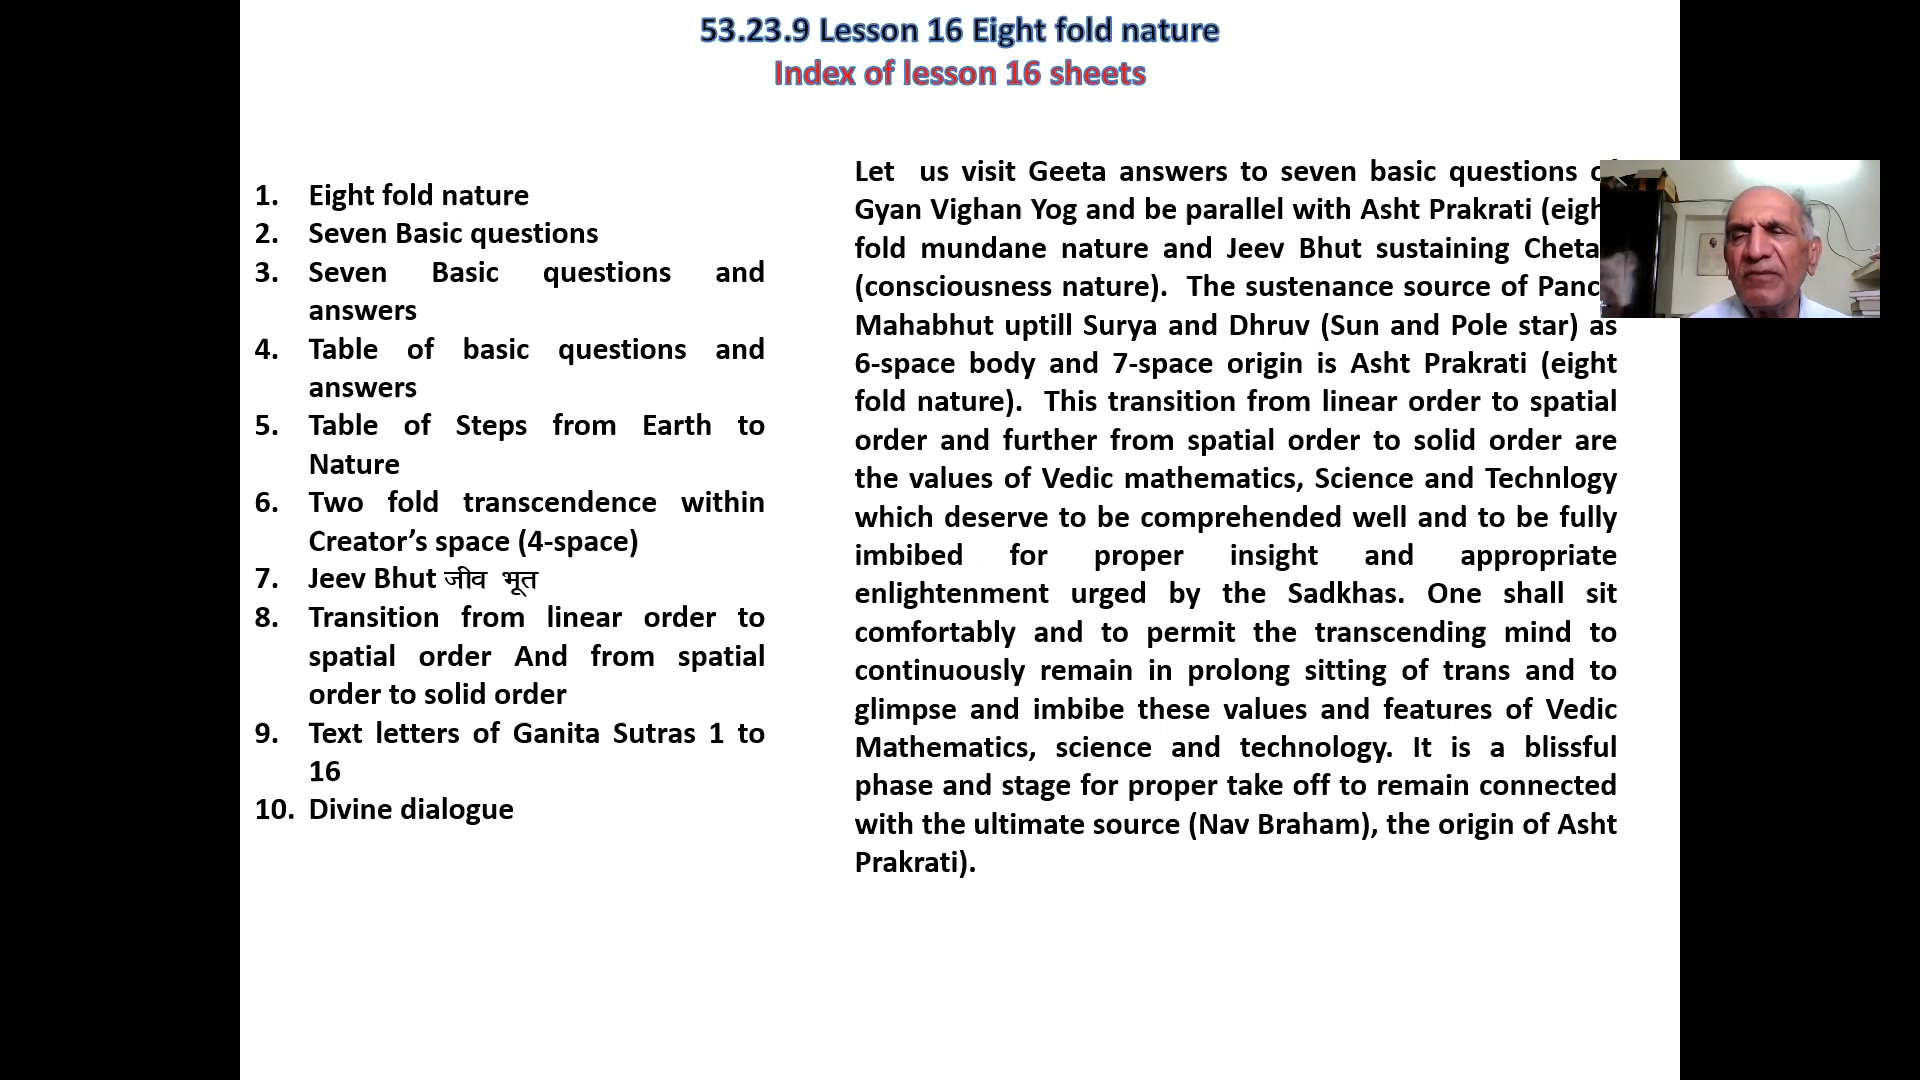 53.23.9 Lesson 16 Eight fold nature
Index of lesson 16 sheets
1. Eight fold nature
2. Seven Basic questions
3. Seven Basic questions and
answers
4. Table of basic questions and
answers
5. Table of Steps from Earth to
Nature
6. Two fold transcendence within
Creator’s space (4-space)
7. Jeev Bhut जीव भूत
8. Transition from linear order to
spatial order And from spatial
order to solid order
9. Text letters of Ganita Sutras 1 to
16
10. Divine dialogue
Let us visit Geeta answers to seven basic questions
Gyan Vighan Yog and be parallel with Asht Prakrati
fold mundane nature and Jeev Bhut sustaining
(consciousness nature). The sustenance source of
Mahabhut uptill Surya and Dhruv (Sun and Pole star) as
6-space body and 7-space origin is Asht Prakrati (eight
fold nature). This transition from linear order to spatial
order and further from spatial order to solid order are
the values of Vedic mathematics, Science and Technlogy
which deserve to be comprehended well and to be fully
imbibed for proper insight and appropriate
enlightenment urged by the Sadkhas. One shall sit
comfortably and to permit the transcending mind to
continuously remain in prolong sitting of trans and to
glimpse and imbibe these values and features of Vedic
Mathematics, science and technology. It is a blissful
phase and stage for proper take off to remain connected
with the ultimate source (Nav Braham), the origin of Asht
Prakrati).